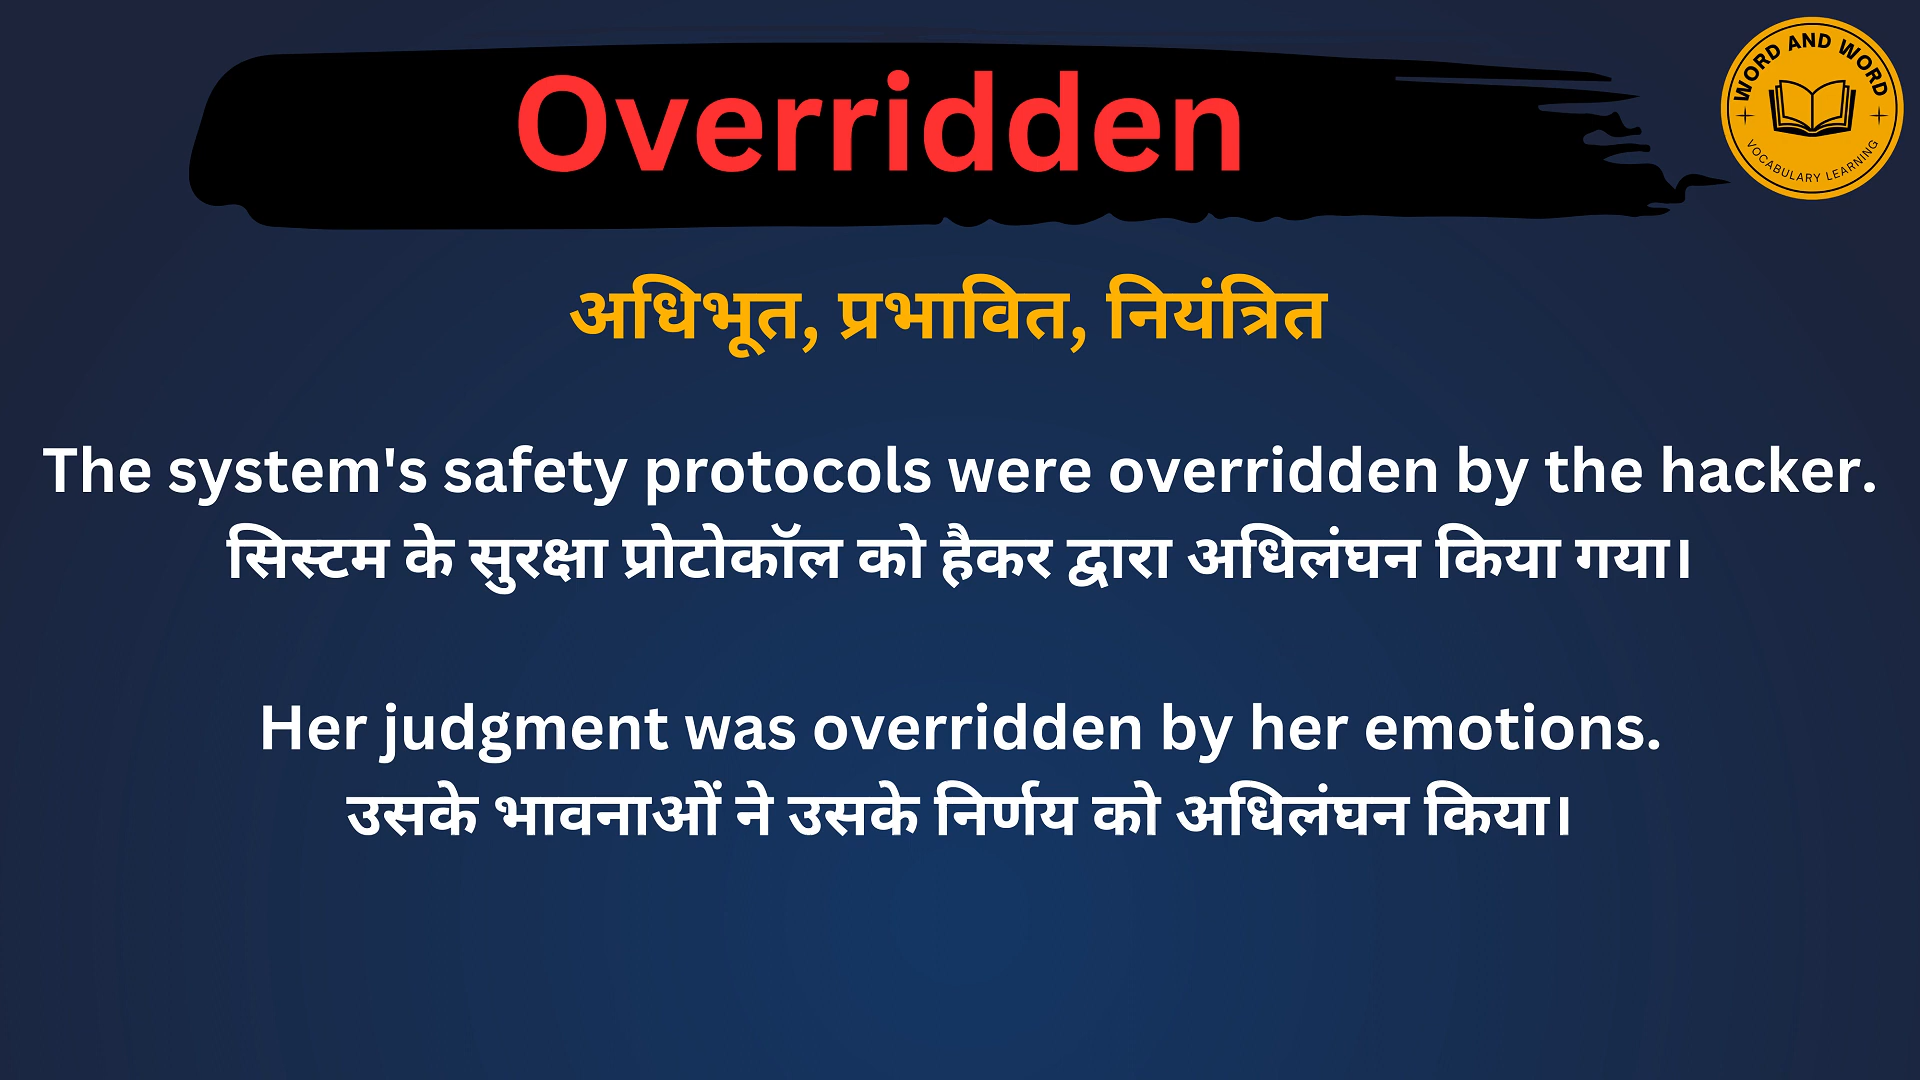 Overridden
WORD AND WORD
VOCABULARY LEARNING
अधिभूत, प्रभावित, नियंत्रित
The system's safety protocols were overridden by the hacker.
सिस्टम के सुरक्षा प्रोटोकॉल को हैकर द्वारा अधिलंघन किया गया।
Her judgment was overridden by her emotions.
उसके भावनाओं ने उसके निर्णय को अधिलंघन किया।